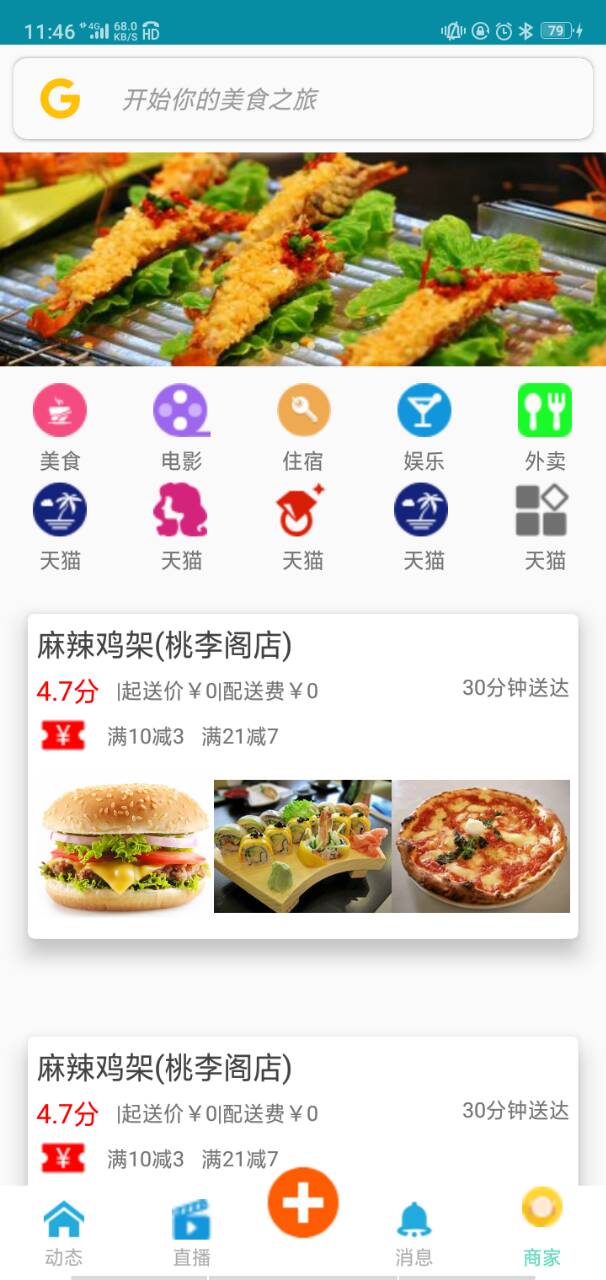 11:46 4G 68.0 KB/S HD 79
G 开始你的美食之旅
美食 电影 住宿 娱乐 外卖
天猫 天猫 天猫 天猫 天猫
麻辣鸡架(桃李阁店)
4.7分 |起送价￥0|配送费￥0 30分钟送达
¥ 满10减3 满21减7
麻辣鸡架(桃李阁店)
4.7分 |起送价￥0|配送费￥0 30分钟送达
¥ 满10减3 满21减7
动态 直播 消息 商家